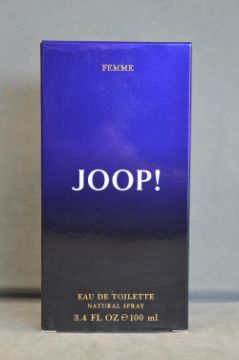 FEMME
JOOP!
EAU DE TOILETTE
NATURAL SPRAY
3.4 FL OZ ℮ 100 ml